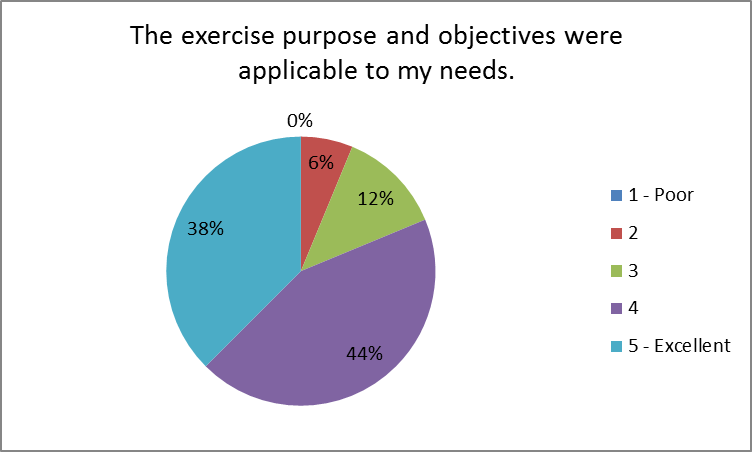 The exercise purpose and objectives were
applicable to my needs.
0%
6%
12%
38%
44%
1 - Poor
2
3
4
5 - Excellent